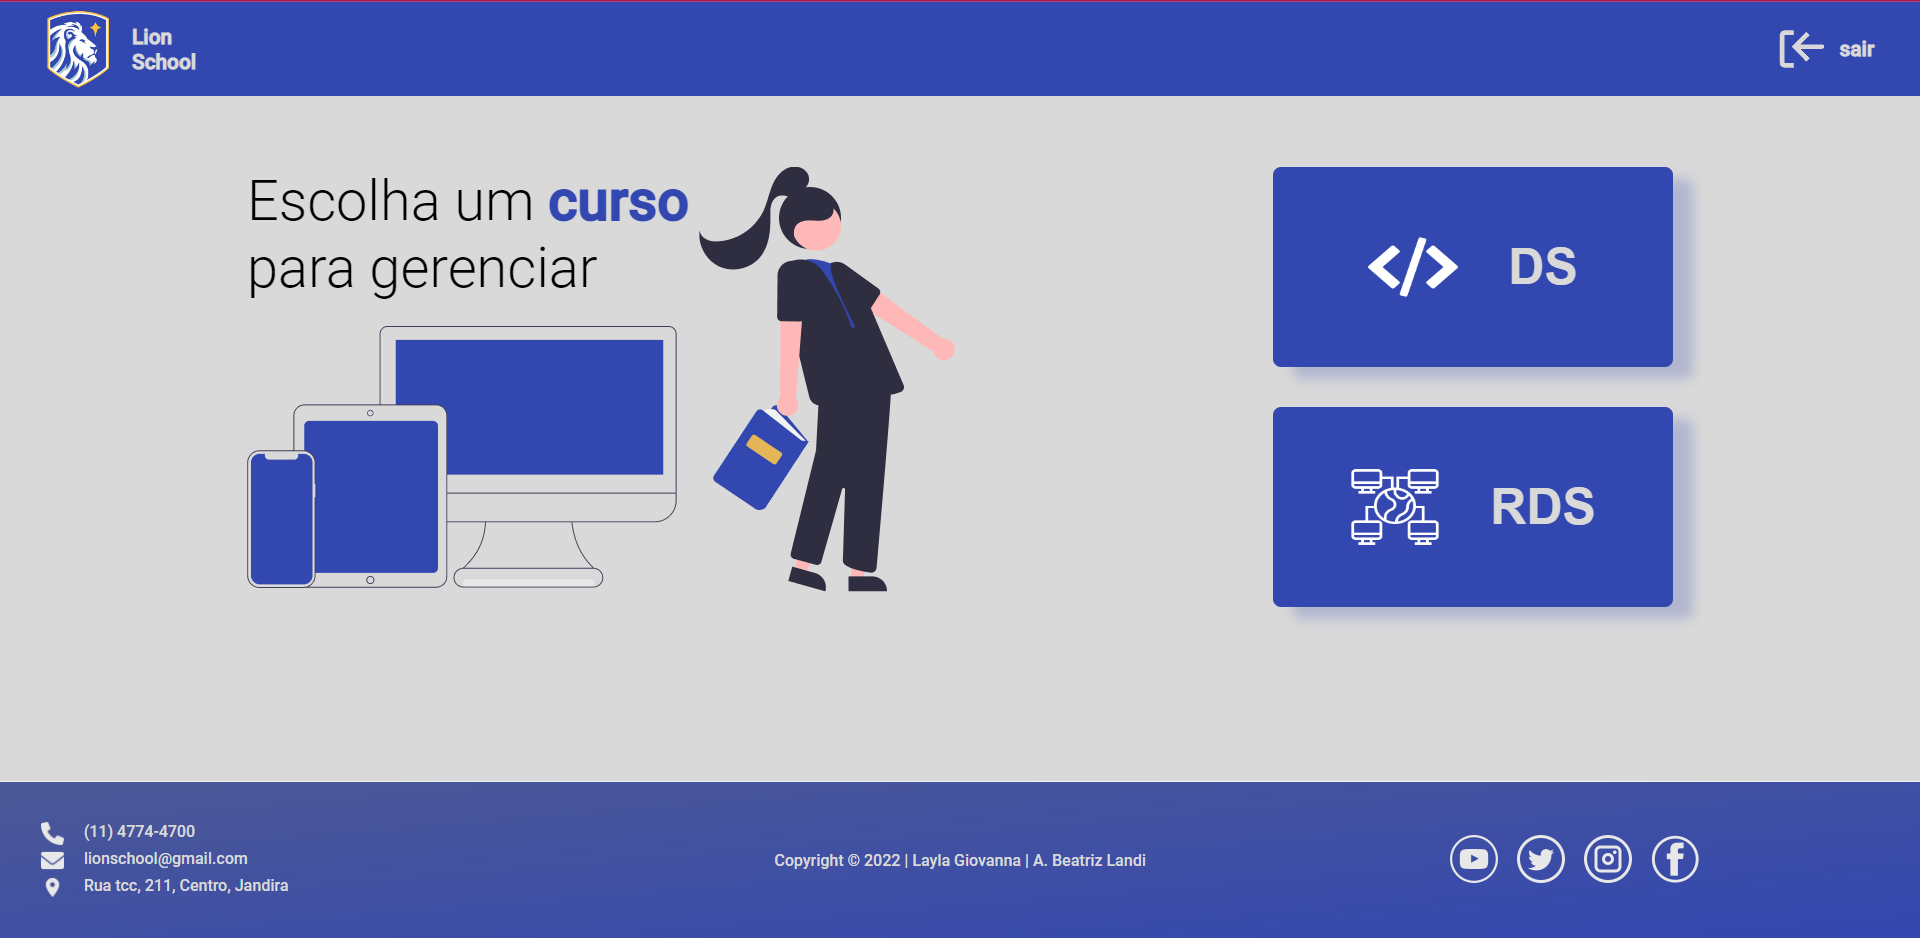 Lion
School
sair
Escolha um curso
para gerenciar
DS
RDS
(11) 4774-4700
lionschool@gmail.com
Rua tcc, 211, Centro, Jandira
Copyright © 2022 | Layla Giovanna | A. Beatriz Landi